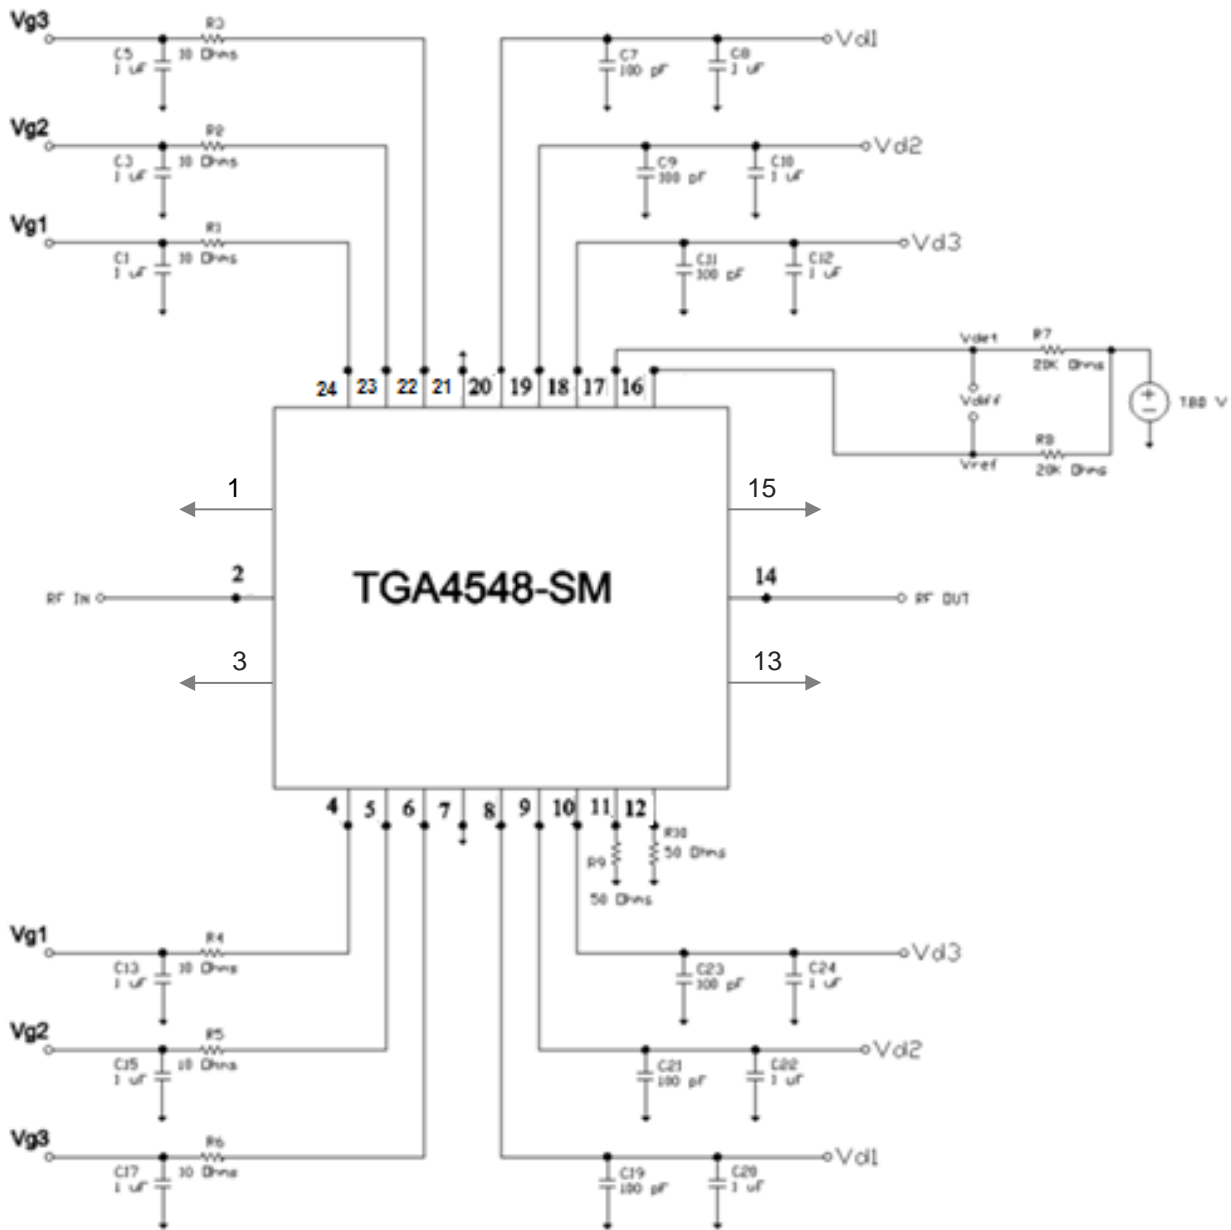 Vg3
R3
10 Ohms
C5
1 uF
C7
100 pF
C8
1 uF
Vd1
Vg2
R2
10 Ohms
C3
1 uF
C9
100 pF
C10
1 uF
Vd2
Vg1
R1
10 Ohms
C1
1 uF
C11
100 pF
C12
1 uF
Vd3
Vdet
R7
20K Ohms
Vdiff
Vref
R8
20K Ohms
24 23 22 21 20 19 18 17 16
1
15
2
RF IN
TGA4548-SM
14
RF OUT
3
13
4 5 6 7 8 9 10 11 12
R9
50 Ohms
R10
50 Ohms
Vg1
R4
10 Ohms
C13
1 uF
C23
100 pF
C24
1 uF
Vd3
Vg2
R5
10 Ohms
C15
1 uF
C21
100 pF
C22
1 uF
Vd2
Vg3
R6
10 Ohms
C17
1 uF
C19
100 pF
C20
1 uF
Vd1